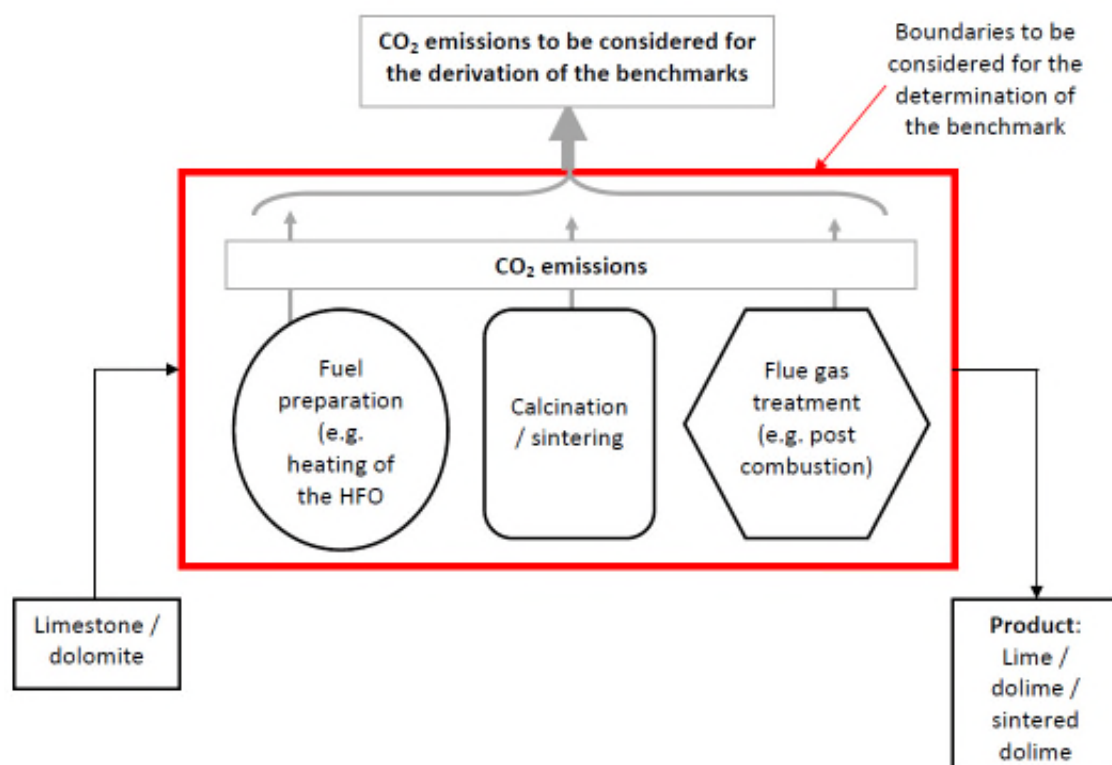 CO₂ emissions to be considered for
the derivation of the benchmarks
Boundaries to be
considered for the
determination of
the benchmark
CO₂ emissions
Fuel
preparation
(e.g.
heating of
the HFO
Calcination
/ sintering
Flue gas
treatment
(e.g. post
combustion)
Limestone /
dolomite
Product:
Lime /
dolime /
sintered
dolime